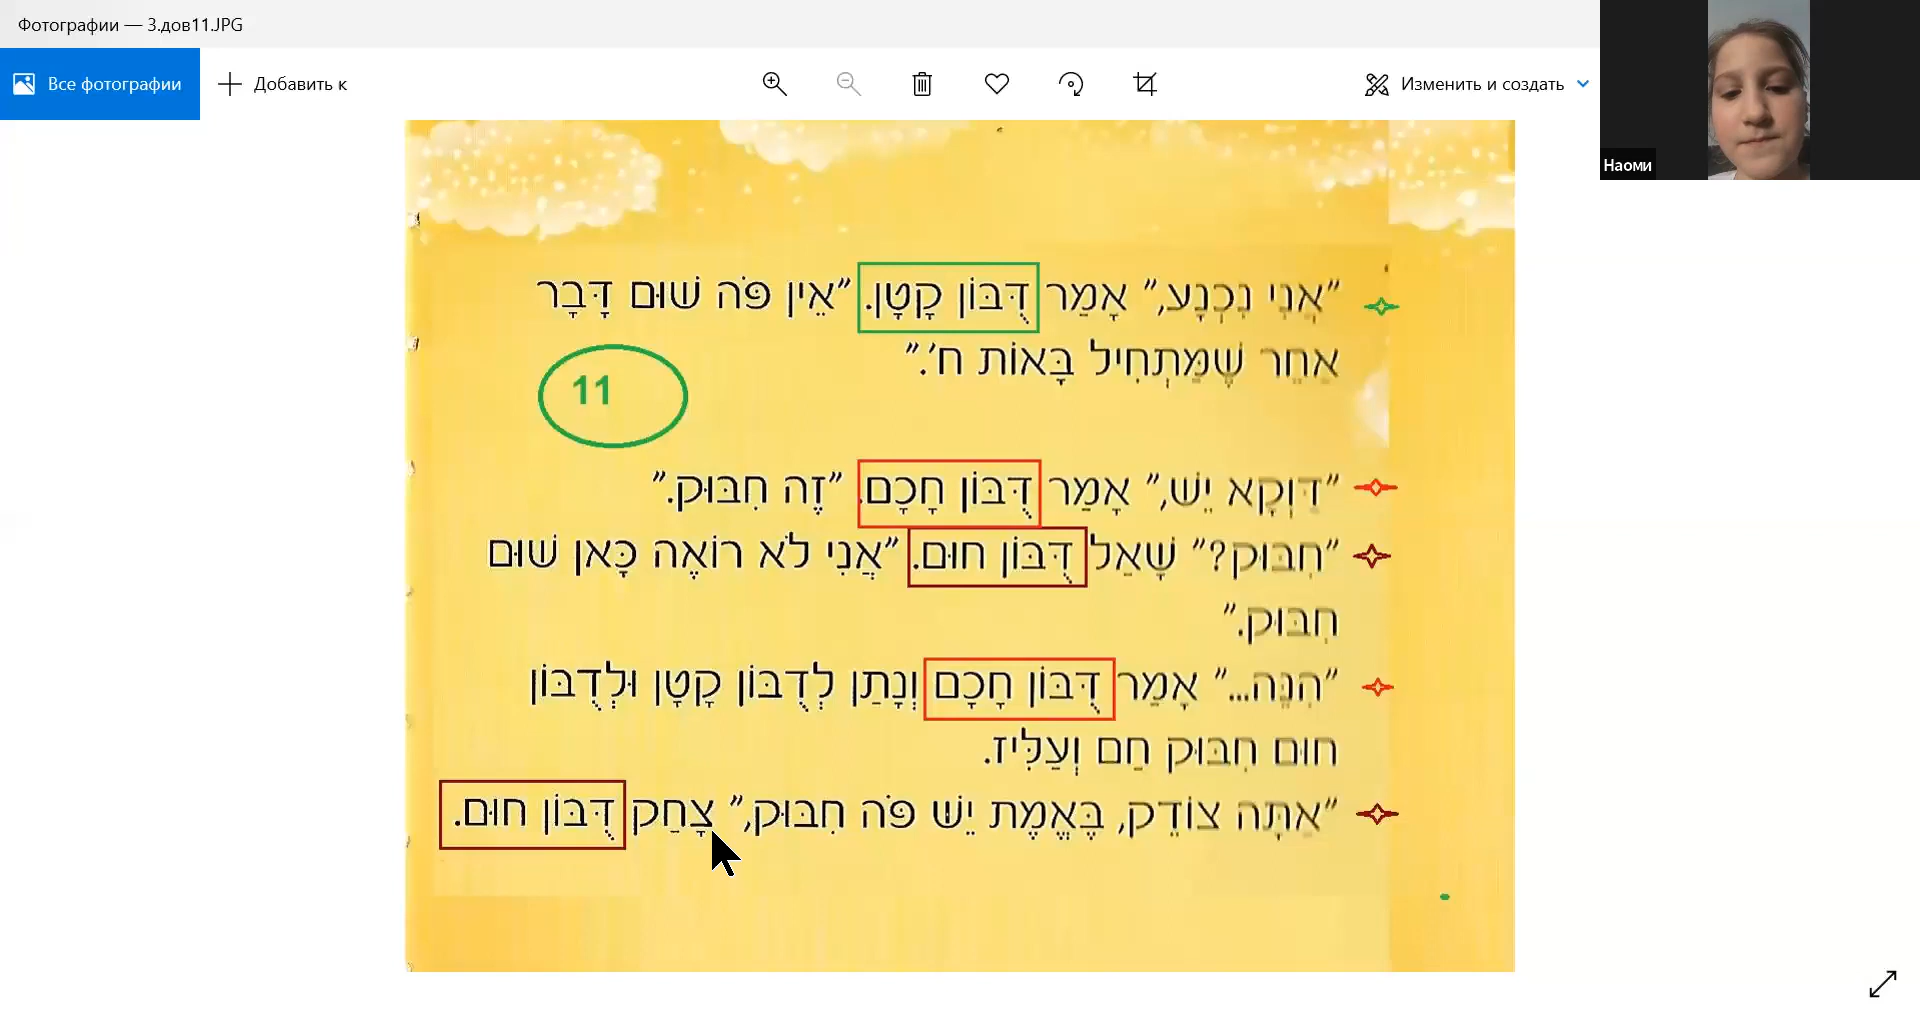 Фотографии — 3.дов11.JPG
Все фотографии
Добавить к
Изменить и создать
Наоми
"אֲנִי נִכְנָע," אָמַר דֻּבּוֹן קָטָן. "אֵין פֹּה שׁוּם דָּבָר
אַחֵר שֶׁמַּתְחִיל בָּאוֹת ח'."
11
"דַּוְקָא יֵשׁ," אָמַר דֻּבּוֹן חָכָם. "זֶה חִבּוּק."
"חִבּוּק?" שָׁאַל דֻּבּוֹן חוּם. "אֲנִי לֹא רוֹאֶה כָּאן שׁוּם
חִבּוּק."
"הִנֵּה..." אָמַר דֻּבּוֹן חָכָם וְנָתַן לְדֻבּוֹן קָטָן וּלְדֻבּוֹן
חוּם חִבּוּק חַם וְעַלִּיז.
"אַתָּה צוֹדֵק, בֶּאֱמֶת יֵשׁ פֹּה חִבּוּק," צָחַק דֻּבּוֹן חוּם.